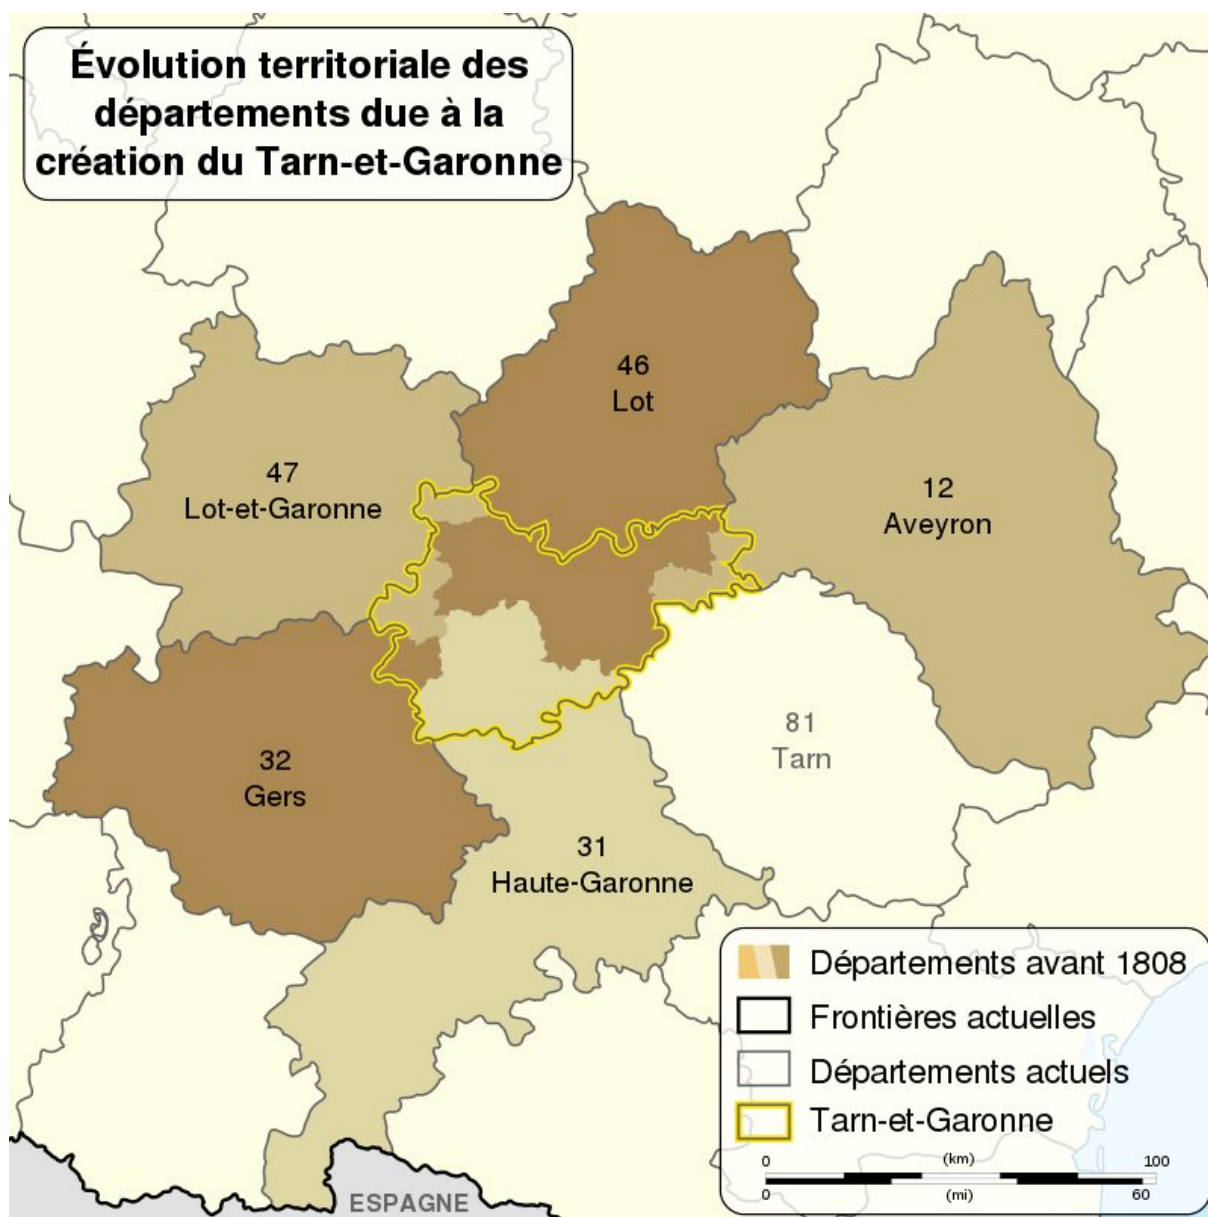 Évolution territoriale des
départements due à la
création du Tarn-et-Garonne
46
Lot
47
Lot-et-Garonne
12
Aveyron
81
Tarn
32
Gers
31
Haute-Garonne
Départements avant 1808
Frontières actuelles
Départements actuels
Tarn-et-Garonne
0 (km) 100
0 (mi) 60
ESPAGNE